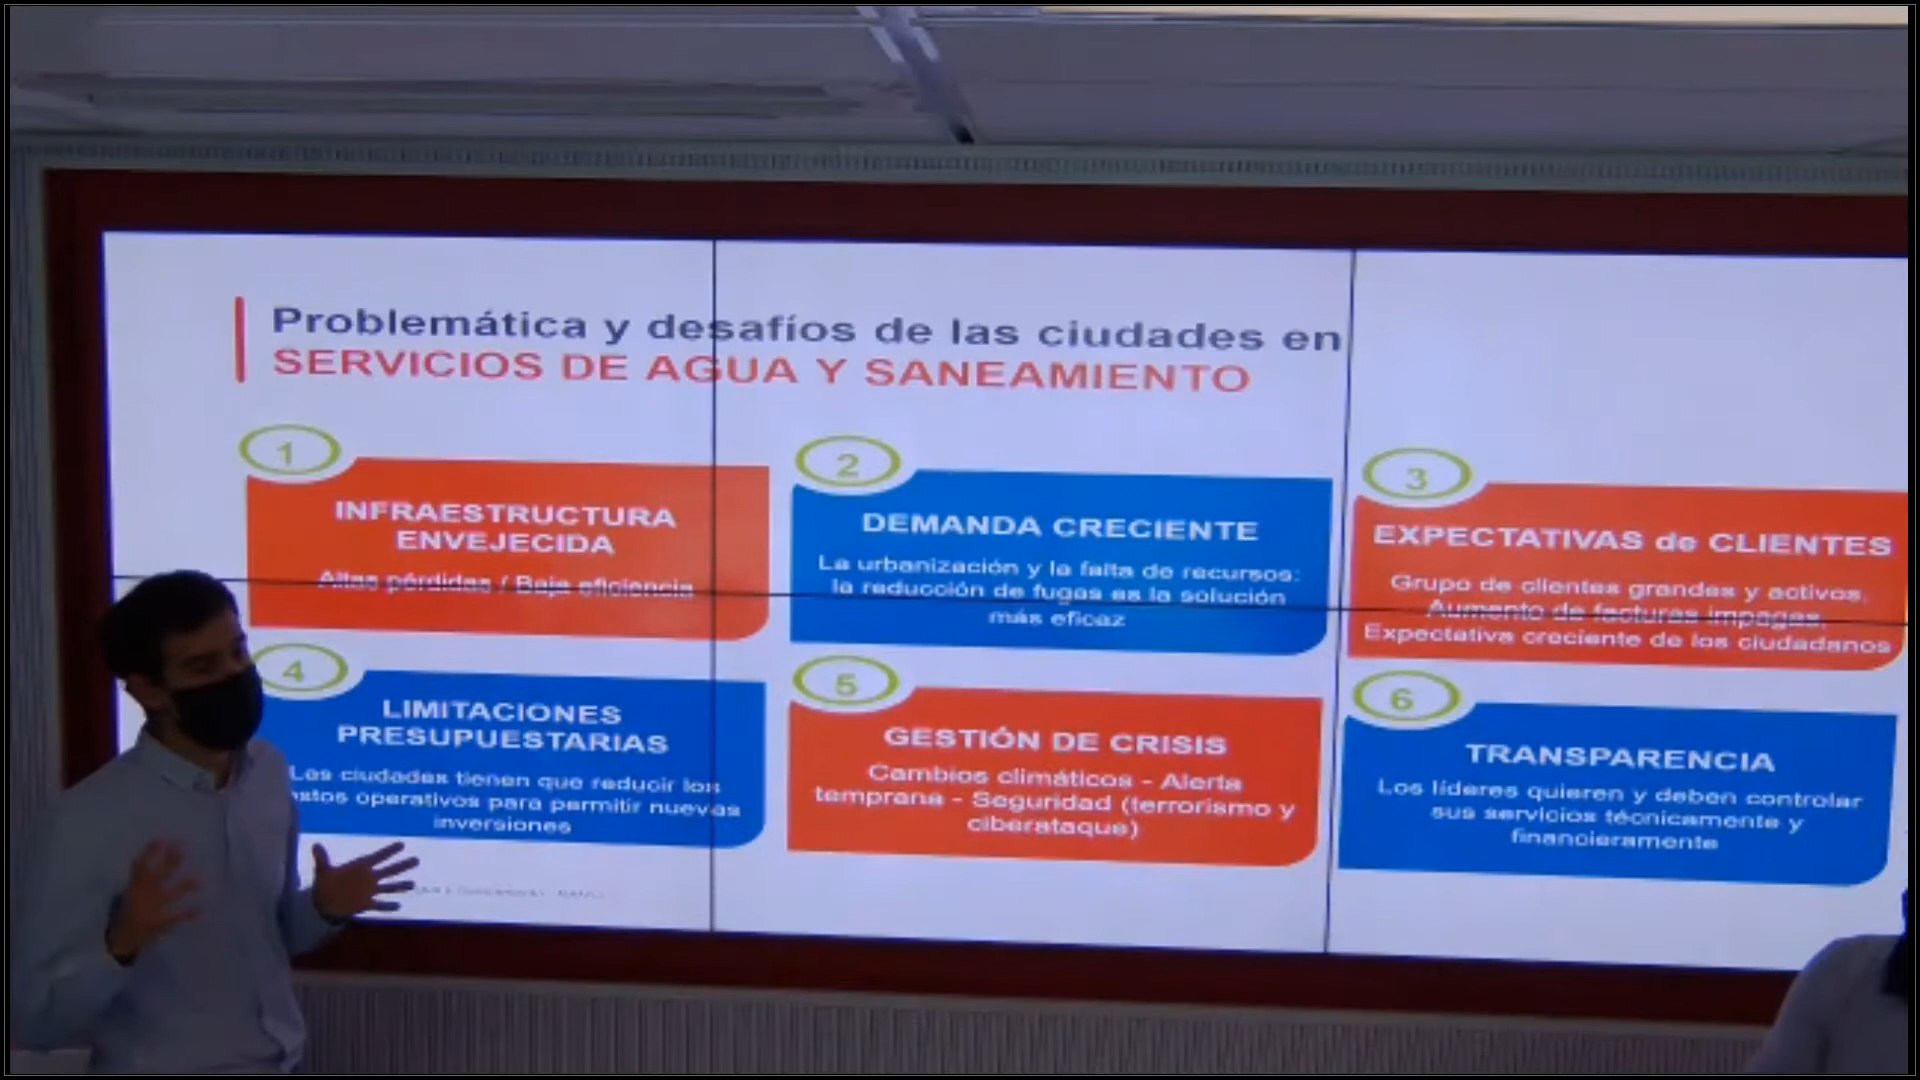 Problemática y desafíos de las ciudades en
SERVICIOS DE AGUA Y SANEAMIENTO
1
INFRAESTRUCTURA
ENVEJECIDA
Altas pérdidas / Baja eficiencia
2
DEMANDA CRECIENTE
La urbanización y la falta de recursos:
la reducción de fugas es la solución
más eficaz
3
EXPECTATIVAS de CLIENTES
Grupo de clientes grandes y activos.
Aumento de facturas impagas.
Expectativa creciente de los ciudadanos
4
LIMITACIONES
PRESUPUESTARIAS
Las ciudades tienen que reducir los
operativos para permitir nuevas
inversiones
5
GESTIÓN DE CRISIS
Cambios climáticos - Alerta
temprana - Seguridad (terrorismo y
ciberataque)
6
TRANSPARENCIA
Los líderes quieren y deben controlar
sus servicios técnicamente y
financieramente